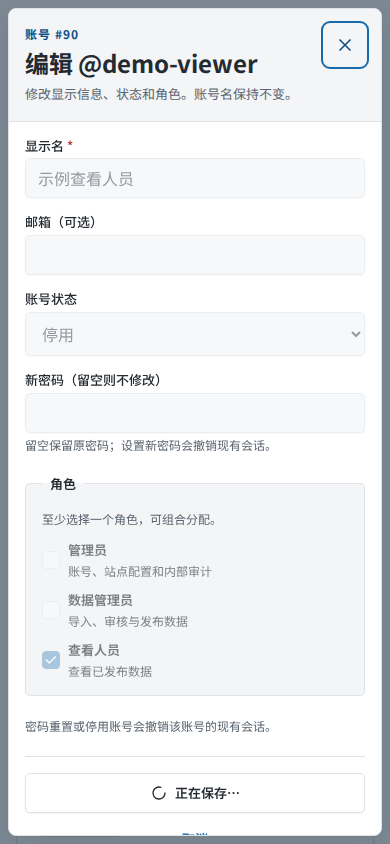 账号 #90
编辑 @demo-viewer
修改显示信息、状态和角色。账号名保持不变。
显示名 *
示例查看人员
邮箱（可选）
账号状态
停用
新密码（留空则不修改）
留空保留原密码；设置新密码会撤销现有会话。
角色
至少选择一个角色，可组合分配。
管理员
账号、站点配置和内部审计
数据管理员
导入、审核与发布数据
查看人员
查看已发布数据
密码重置或停用账号会撤销该账号的现有会话。
正在保存…